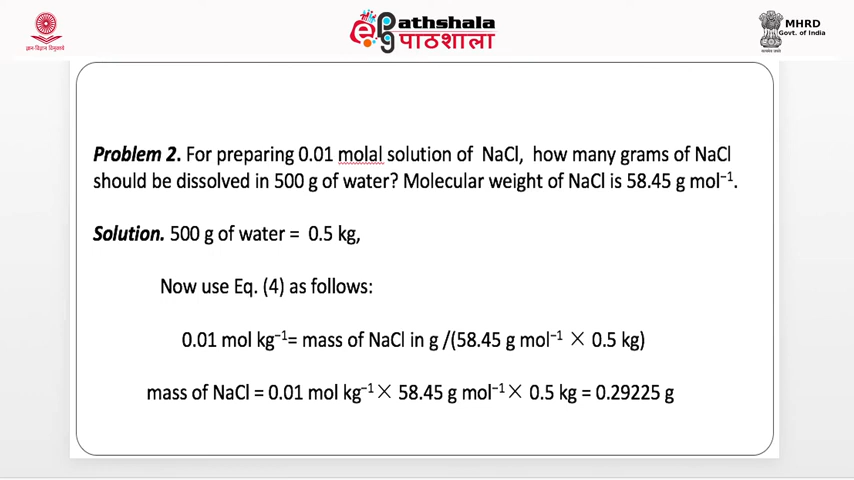 Pathshala
पाठशाला
MHRD
Govt. of India
Problem 2. For preparing 0.01 molal solution of NaCl, how many grams of NaCl
should be dissolved in 500 g of water? Molecular weight of NaCl is 58.45 g mol⁻¹.
Solution. 500 g of water = 0.5 kg,
Now use Eq. (4) as follows:
0.01 mol kg⁻¹= mass of NaCl in g /(58.45 g mol⁻¹ × 0.5 kg)
mass of NaCl = 0.01 mol kg⁻¹ × 58.45 g mol⁻¹ × 0.5 kg = 0.29225 g